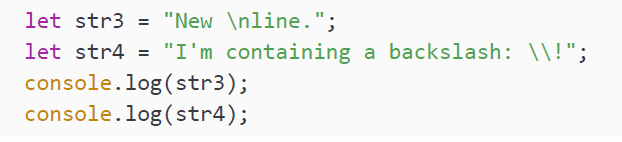 let str3 = "New \nline.";
let str4 = "I'm containing a backslash: \\!";
console.log(str3);
console.log(str4);